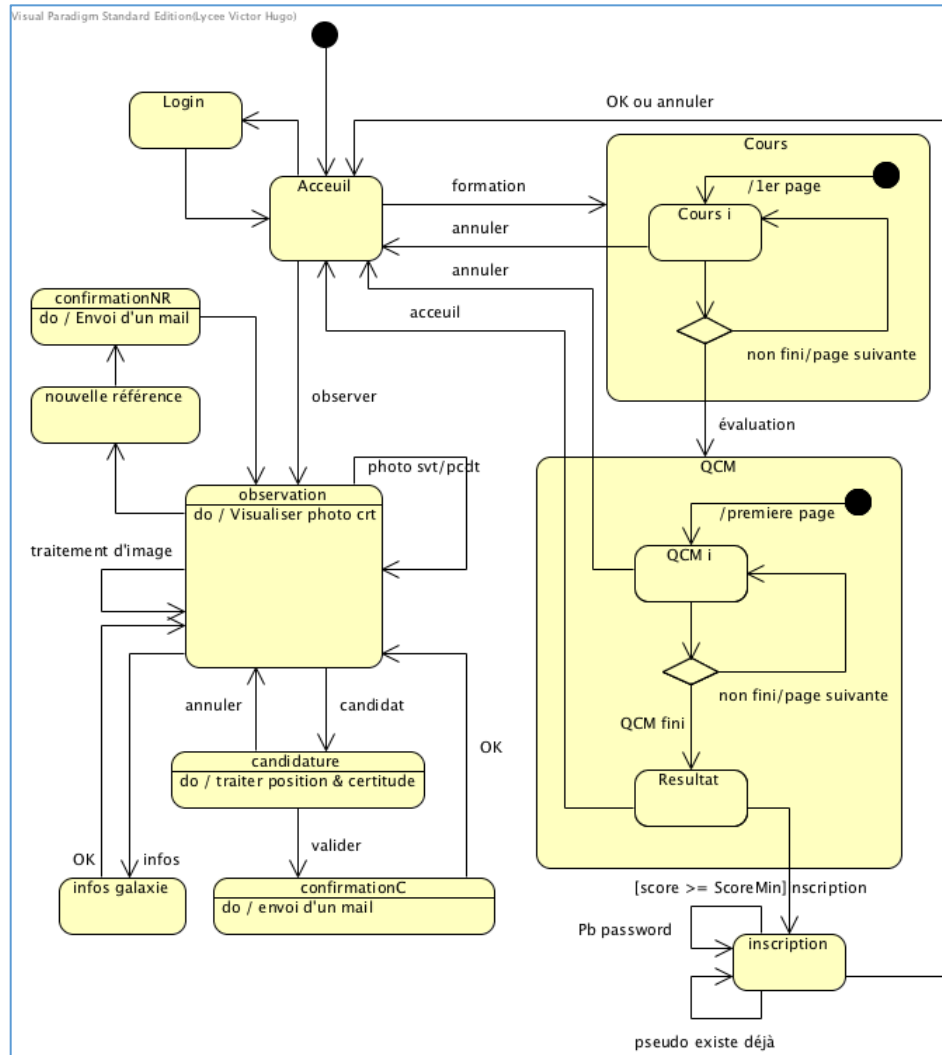 Visual Paradigm Standard Edition(Lycee Victor Hugo)
Login
OK ou annuler
Cours
Acceuil
formation
/1er page
Cours i
annuler
annuler
confirmationNR
do / Envoi d'un mail
acceuil
non fini/page suivante
nouvelle référence
observer
évaluation
photo svt/pcdt
QCM
observation
do / Visualiser photo crt
/premiere page
traitement d'image
QCM i
non fini/page suivante
annuler
candidat
QCM fini
OK
candidature
do / traiter position & certitude
Resultat
valider
OK
infos
infos galaxie
confirmationC
do / envoi d'un mail
[score >= ScoreMin]nscription
Pb password
inscription
pseudo existe déjà